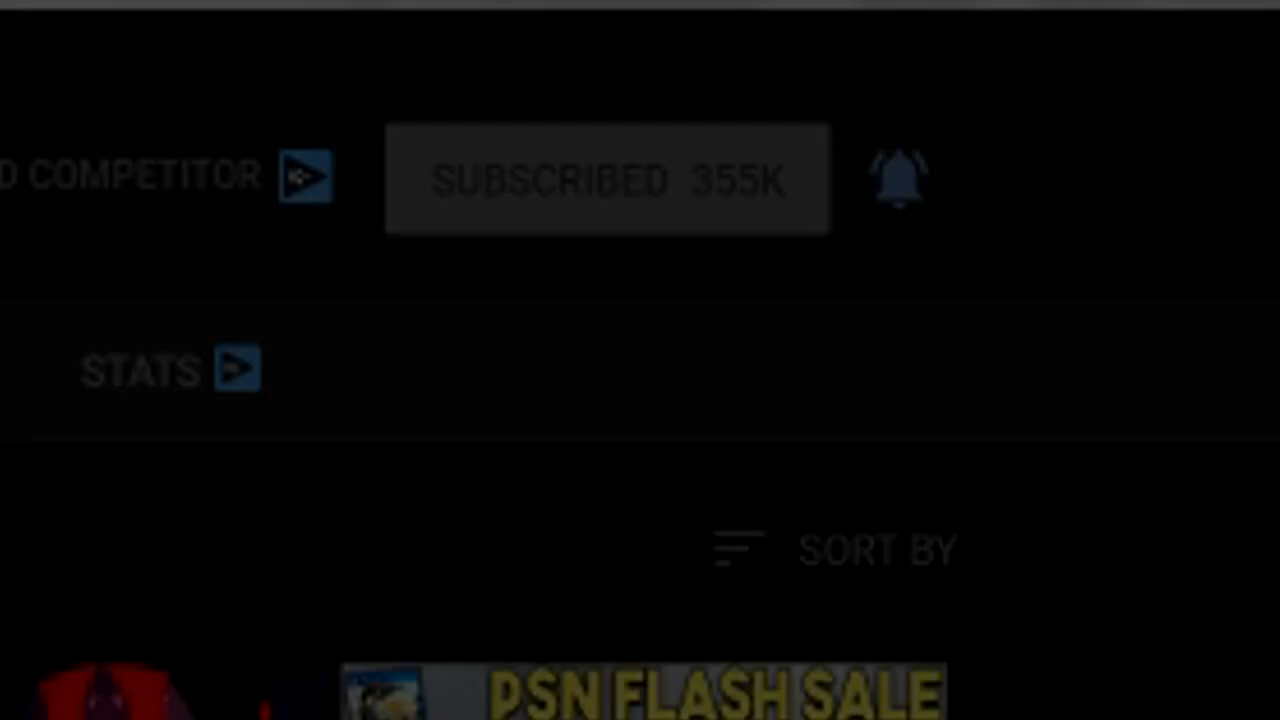 D COMPETITOR
SUBSCRIBED 355K
STATS
SORT BY
PSN FLASH SALE